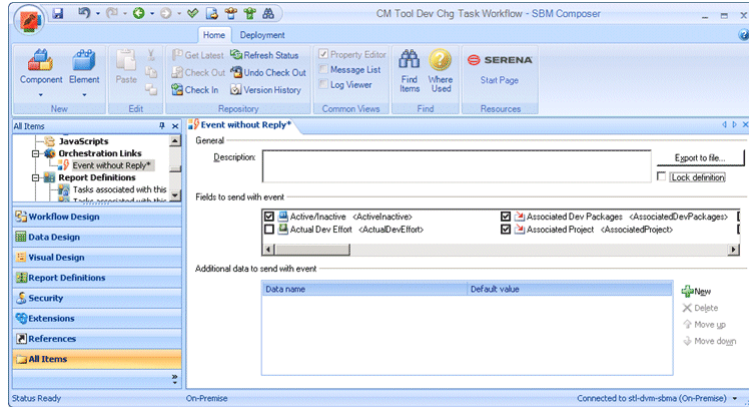 CM Tool Dev Chg Task Workflow - SBM Composer
Home Deployment
Component Element Paste
Get Latest Refresh Status
Check Out Undo Check Out
Check In Version History
Property Editor
Message List
Log Viewer
Find Items Where Used
SERENA
Start Page
New Edit Repository Common Views Find Resources
All Items
JavaScripts
Orchestration Links
Event without Reply*
Report Definitions
Tasks associated with this
Tasks associated with this
Workflow Design
Data Design
Visual Design
Report Definitions
Security
Extensions
References
All Items
Event without Reply*
General
Description:
Export to file...
Lock definition
Fields to send with event
Active/Inactive <ActiveInactive> Associated Dev Packages <AssociatedDevPackages>
Actual Dev Effort <ActualDevEffort> Associated Project <AssociatedProject>
Additional data to send with event
Data name Default value
New
Delete
Move up
Move down
Status Ready On-Premise Connected to stl-dvm-sbma (On-Premise)